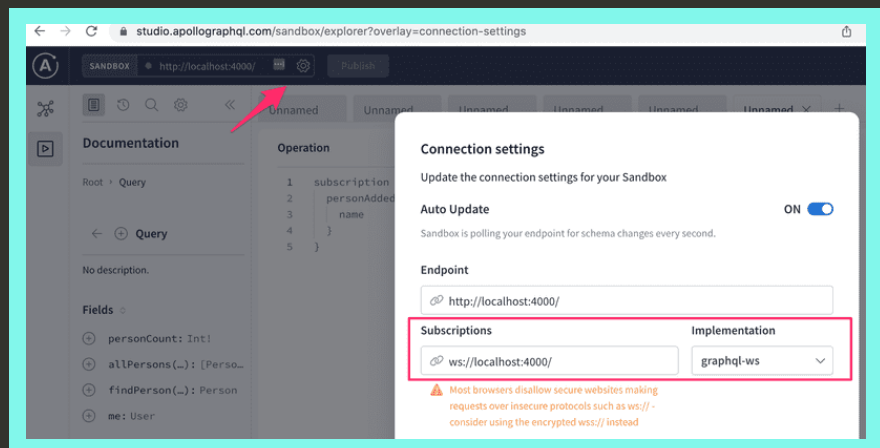 studio.apollographql.com/sandbox/explorer?overlay=connection-settings
SANDBOX http://localhost:4000/ Publish
Unnamed Unnamed Unnamed Unnamed Unnamed Unnamed
Documentation
Root Query
Query
No description.
Fields
personCount: Int!
allPersons(…): [Perso…
findPerson(…): Person
me: User
Operation
1 subscription
2 personAdded
3 name
4 }
5 }
Connection settings
Update the connection settings for your Sandbox
Auto Update ON
Sandbox is polling your endpoint for schema changes every second.
Endpoint
http://localhost:4000/
Subscriptions Implementation
ws://localhost:4000/ graphql-ws
Most browsers disallow secure websites making
requests over insecure protocols such as ws:// -
consider using the encrypted wss:// instead